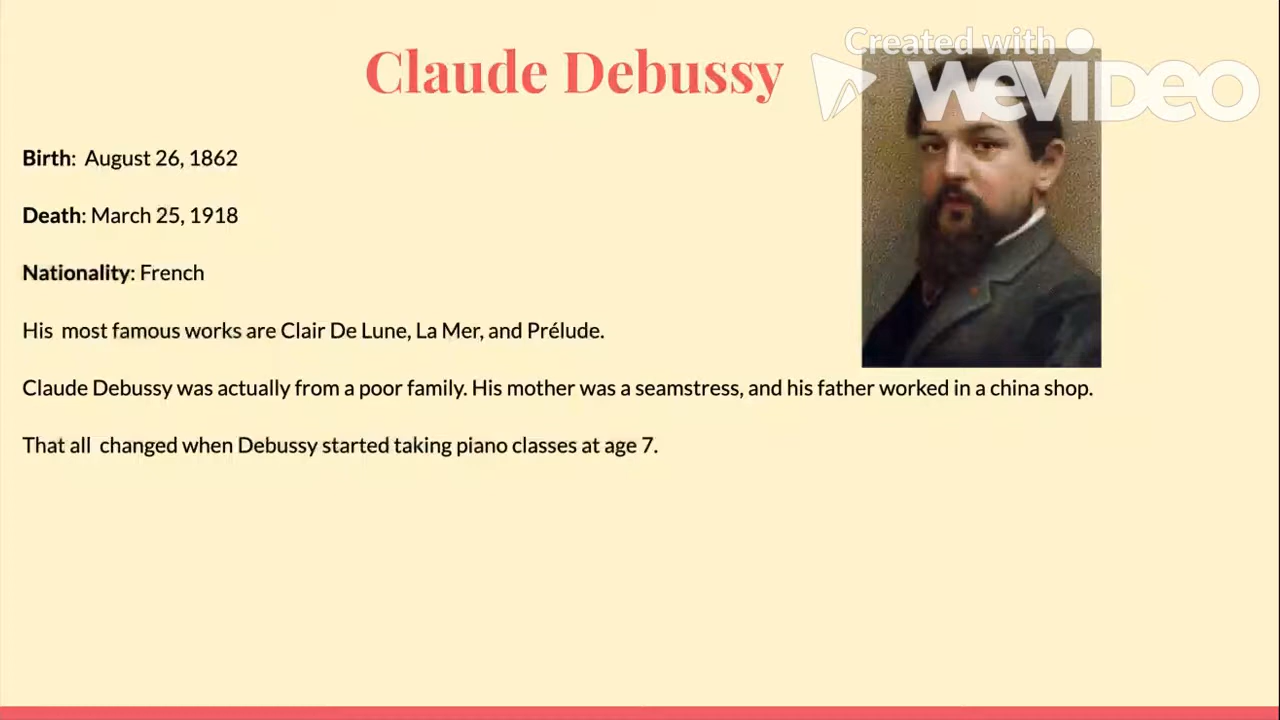 Created with
WEVIDEO
Claude Debussy
Birth: August 26, 1862
Death: March 25, 1918
Nationality: French
His most famous works are Clair De Lune, La Mer, and Prélude.
Claude Debussy was actually from a poor family. His mother was a seamstress, and his father worked in a china shop.
That all changed when Debussy started taking piano classes at age 7.